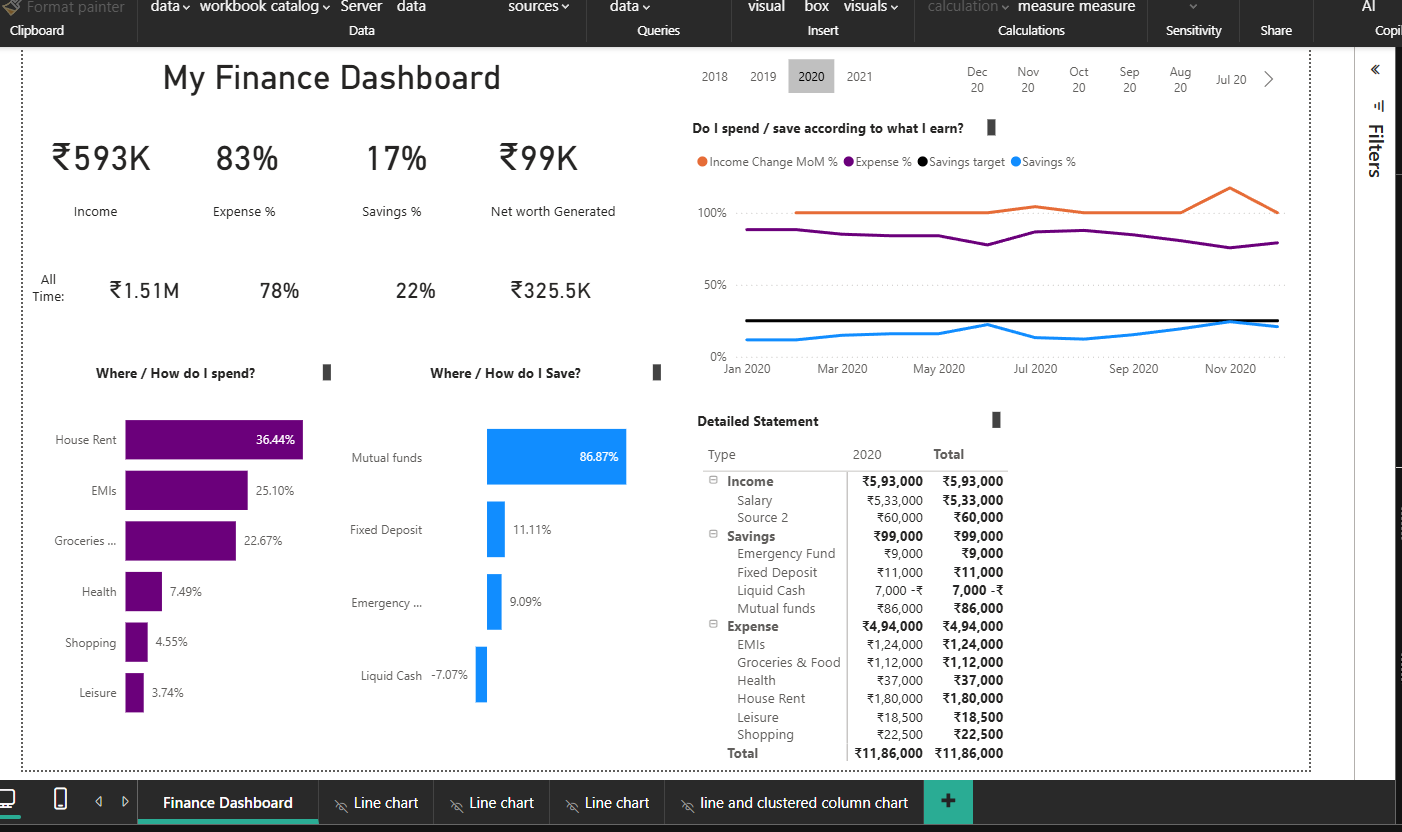 Format painter
data
workbook
catalog
Server
data
sources
data
visual
box
visuals
calculation
measure
measure
AI
Clipboard
Data
Queries
Insert
Calculations
Sensitivity
Share
My Finance Dashboard
2018 2019 2020 2021
Dec 20
Nov 20
Oct 20
Sep 20
Aug 20
Jul 20
Filters
₹593K 83% 17% ₹99K
Income Expense % Savings % Net worth Generated
All Time: ₹1.51M 78% 22% ₹325.5K
Do I spend / save according to what I earn?
Income Change MoM % Expense % Savings target Savings %
100%
50%
0%
Jan 2020 Mar 2020 May 2020 Jul 2020 Sep 2020 Nov 2020
Where / How do I spend?
House Rent 36.44%
EMIs 25.10%
Groceries ... 22.67%
Health 7.49%
Shopping 4.55%
Leisure 3.74%
Where / How do I Save?
Mutual funds 86.87%
Fixed Deposit 11.11%
Emergency ... 9.09%
Liquid Cash -7.07%
Detailed Statement
Type 2020 Total
Income ₹5,93,000 ₹5,93,000
Salary ₹5,33,000 ₹5,33,000
Source 2 ₹60,000 ₹60,000
Savings ₹99,000 ₹99,000
Emergency Fund ₹9,000 ₹9,000
Fixed Deposit ₹11,000 ₹11,000
Liquid Cash 7,000 -₹ 7,000 -₹
Mutual funds ₹86,000 ₹86,000
Expense ₹4,94,000 ₹4,94,000
EMIs ₹1,24,000 ₹1,24,000
Groceries & Food ₹1,12,000 ₹1,12,000
Health ₹37,000 ₹37,000
House Rent ₹1,80,000 ₹1,80,000
Leisure ₹18,500 ₹18,500
Shopping ₹22,500 ₹22,500
Total ₹11,86,000 ₹11,86,000
Finance Dashboard
Line chart
Line chart
Line chart
line and clustered column chart